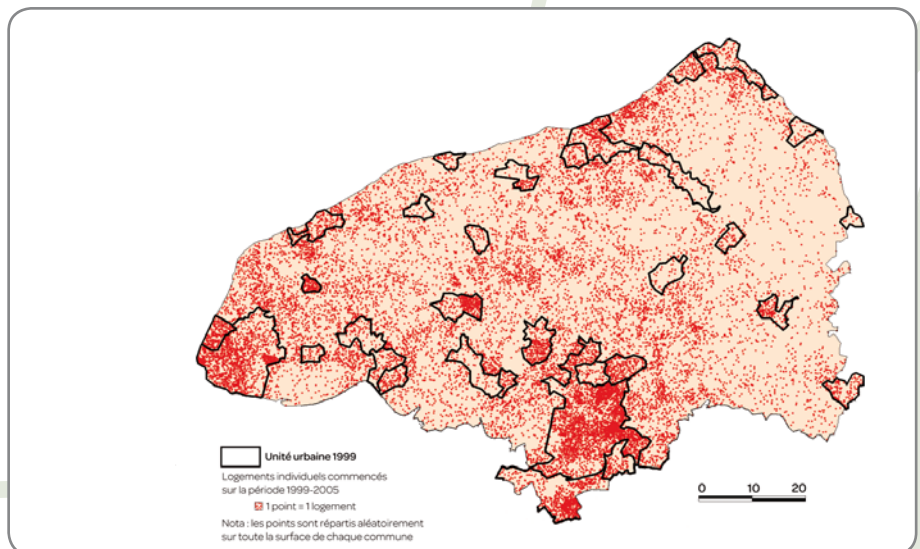 Unité urbaine 1999
Logements individuels commencés
sur la période 1999-2005
1 point = 1 logement
Nota : les points sont répartis aléatoirement
sur toute la surface de chaque commune
0 10 20